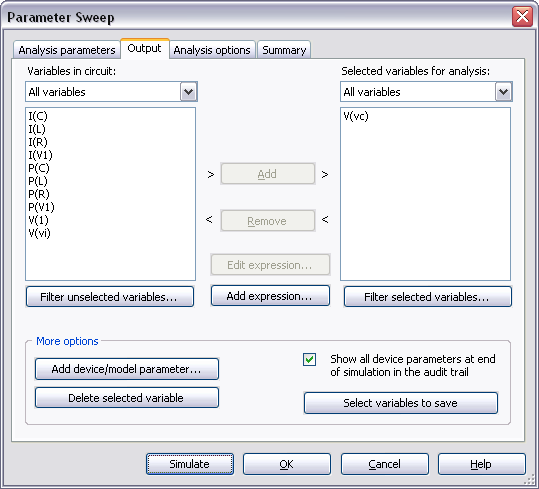 Parameter Sweep
Analysis parameters
Output
Analysis options
Summary
Variables in circuit:
All variables
I(C)
I(L)
I(R)
I(V1)
P(C)
P(L)
P(R)
P(V1)
V(1)
V(vi)
Filter unselected variables...
> Add >
< Remove <
Edit expression...
Add expression...
Selected variables for analysis:
All variables
V(vc)
Filter selected variables...
More options
Add device/model parameter...
Delete selected variable
Show all device parameters at end
of simulation in the audit trail
Select variables to save
Simulate
OK
Cancel
Help